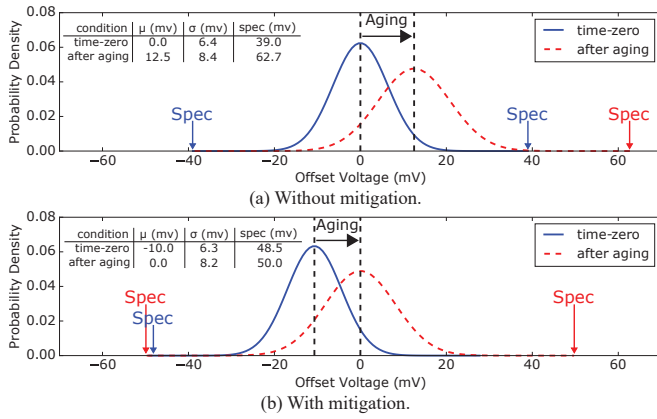 Aging
condition μ (mv) σ (mv) spec (mv)
time-zero 0.0 6.4 39.0
after aging 12.5 8.4 62.7
time-zero
after aging
Spec
Spec
Spec
Probability Density
0.08
0.06
0.04
0.02
0.00
−60 −40 −20 0 20 40 60
Offset Voltage (mV)
(a) Without mitigation.
Aging
condition μ (mv) σ (mv) spec (mv)
time-zero -10.0 6.3 48.5
after aging 0.0 8.2 50.0
time-zero
after aging
Spec
Spec
Spec
Probability Density
0.08
0.06
0.04
0.02
0.00
−60 −40 −20 0 20 40 60
Offset Voltage (mV)
(b) With mitigation.